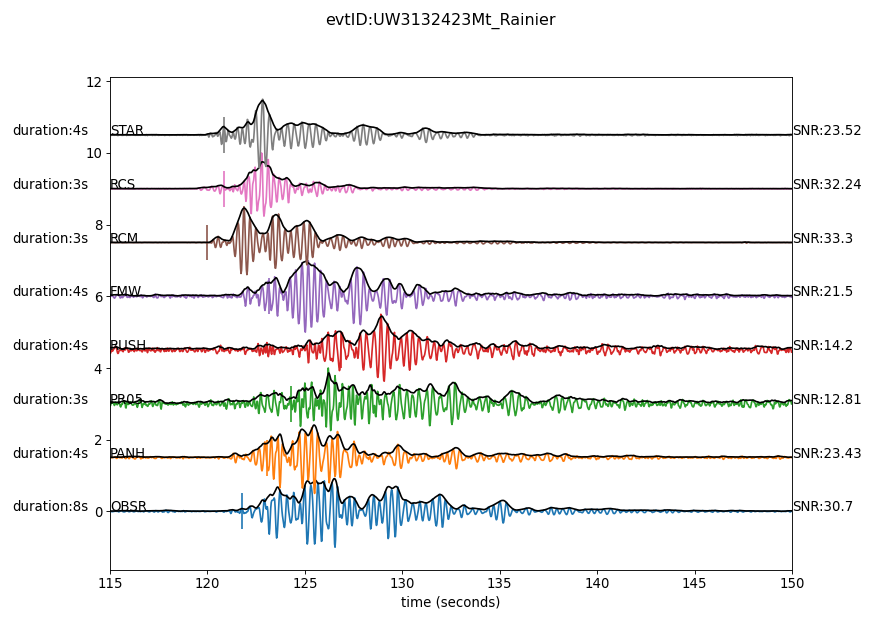 evtID:UW3132423Mt_Rainier
12
duration:4s STAR SNR:23.52
10
duration:3s RCS SNR:32.24
8
duration:3s RCM SNR:33.3
duration:4s FMW SNR:21.5
6
duration:4s RUSH SNR:14.2
4
duration:3s PR05 SNR:12.81
2
duration:4s PANH SNR:23.43
duration:8s OBSR SNR:30.7
0
115 120 125 130 135 140 145 150
time (seconds)